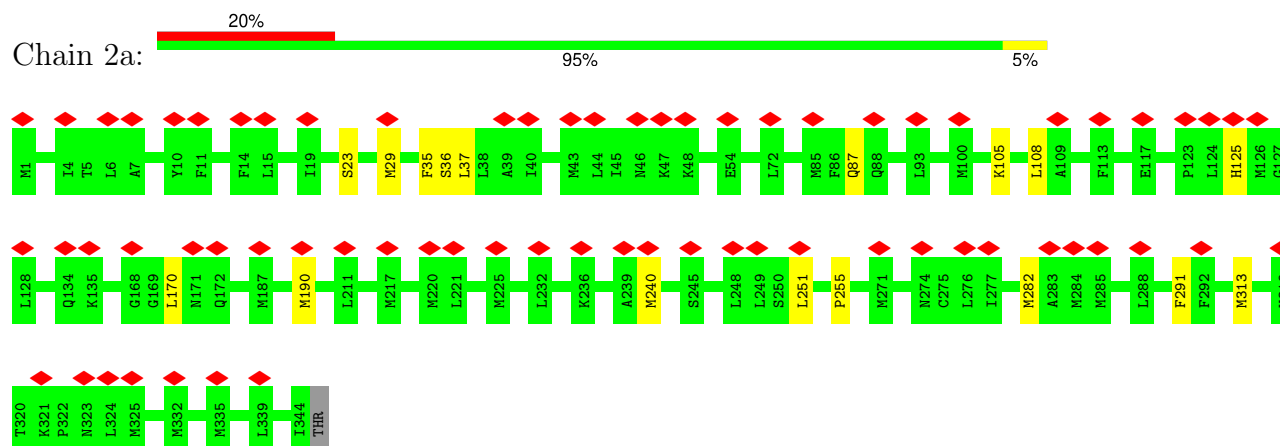 20%
Chain 2a:
95% 5%
M1 I4 T5 L6 A7 Y10 F11 F14 L15 I19 S23 M29 F35 S36 L37 L38 A39 I40 M43 L44 I45 N46 K47 K48 E54 L72 M85 F86 Q87 Q88 L93 M100 K105 L108 A109 F113 E117 P123 L124 H125 M126 G127
L128 Q134 K135 G168 G169 L170 N171 Q172 M187 M190 L211 M217 M220 L221 M225 L232 K236 A239 M240 S245 L248 L249 S250 L251 P255 M271 N274 C275 L276 I277 M282 A283 M284 M285 L288 F291 F292 M313
T320 K321 P322 N323 L324 M325 M332 M335 L339 I344 THR